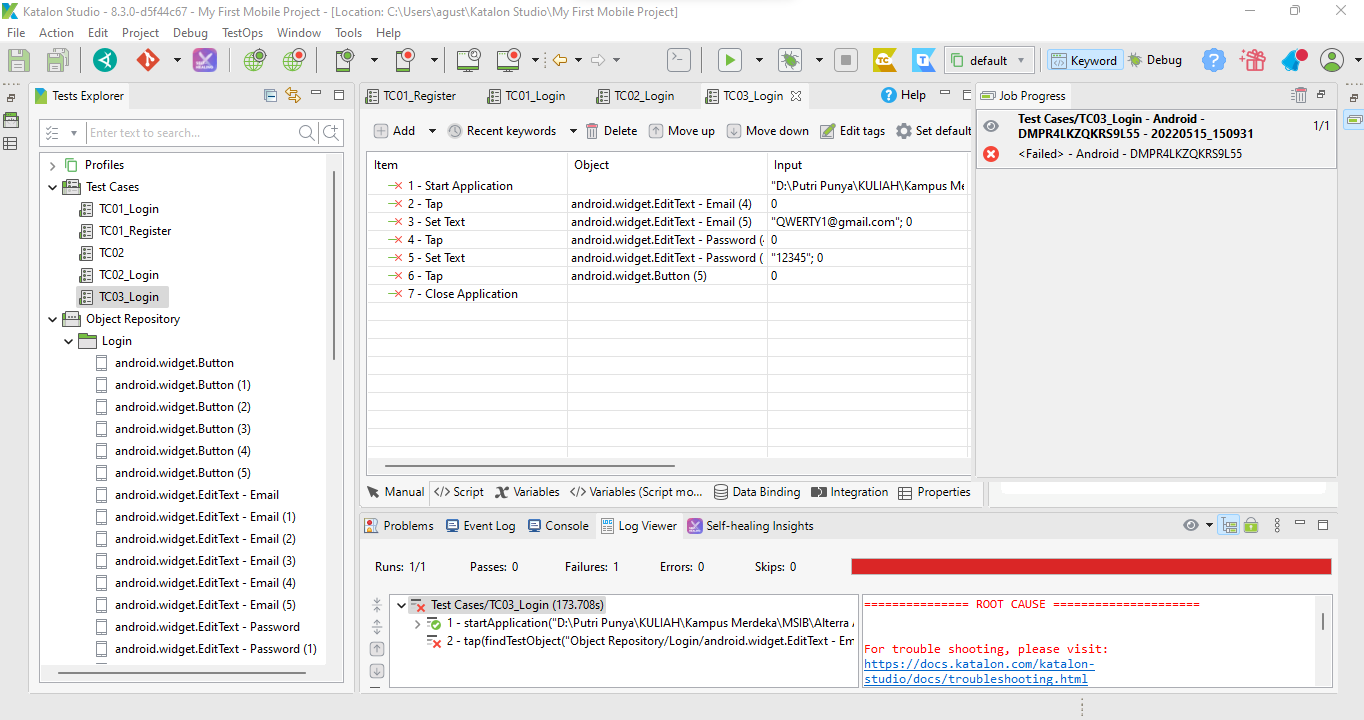 Katalon Studio - 8.3.0-d5f44c67 - My First Mobile Project - [Location: C:\Users\agust\Katalon Studio\My First Mobile Project]
File Action Edit Project Debug TestOps Window Tools Help
TC T default Keyword Debug
Tests Explorer
Enter text to search...
Profiles
Test Cases
TC01_Login
TC01_Register
TC02
TC02_Login
TC03_Login
Object Repository
Login
android.widget.Button
android.widget.Button (1)
android.widget.Button (2)
android.widget.Button (3)
android.widget.Button (4)
android.widget.Button (5)
android.widget.EditText - Email
android.widget.EditText - Email (1)
android.widget.EditText - Email (2)
android.widget.EditText - Email (3)
android.widget.EditText - Email (4)
android.widget.EditText - Email (5)
android.widget.EditText - Password
android.widget.EditText - Password (1)
TC01_Register TC01_Login TC02_Login TC03_Login Help
Add Recent keywords Delete Move up Move down Edit tags Set default
Item Object Input
1 - Start Application "D:\Putri Punya\KULIAH\Kampus Me
2 - Tap android.widget.EditText - Email (4) 0
3 - Set Text android.widget.EditText - Email (5) "QWERTY1@gmail.com"; 0
4 - Tap android.widget.EditText - Password ( 0
5 - Set Text android.widget.EditText - Password ( "12345"; 0
6 - Tap android.widget.Button (5) 0
7 - Close Application
Manual Script Variables Variables (Script mo... Data Binding Integration Properties
Job Progress
Test Cases/TC03_Login - Android -
DMPR4LKZQKRS9L55 - 20220515_150931 1/1
<Failed> - Android - DMPR4LKZQKRS9L55
Problems Event Log Console Log Viewer Self-healing Insights
Runs: 1/1 Passes: 0 Failures: 1 Errors: 0 Skips: 0
Test Cases/TC03_Login (173.708s)
1 - startApplication("D:\Putri Punya\KULIAH\Kampus Merdeka\MSIB\Alterra
2 - tap(findTestObject("Object Repository/Login/android.widget.EditText - Em
=============== ROOT CAUSE =====================
For trouble shooting, please visit:
https://docs.katalon.com/katalon-
studio/docs/troubleshooting.html